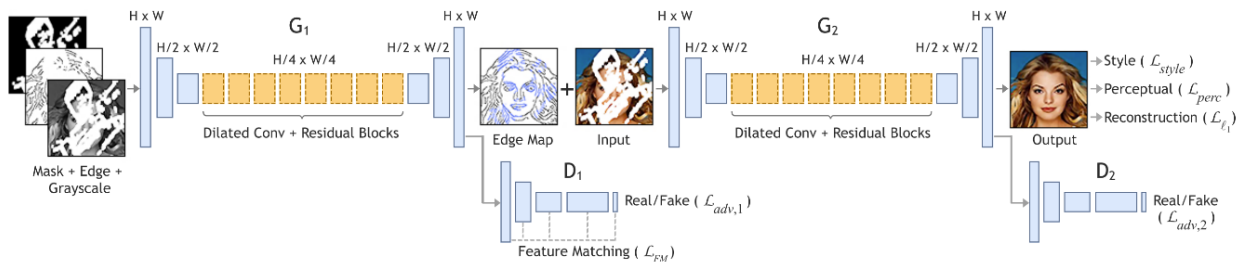 H x W
G₁
H x W
H x W
G₂
H x W
H/2 x W/2
H/2 x W/2
H/2 x W/2
H/2 x W/2
H/4 x W/4
H/4 x W/4
+
Style ( ℒstyle )
Perceptual ( ℒperc )
Reconstruction ( ℒℓ₁ )
Dilated Conv + Residual Blocks
Edge Map
Input
Dilated Conv + Residual Blocks
Output
Mask + Edge +
Grayscale
D₁
D₂
Real/Fake ( ℒadv,1 )
Real/Fake
( ℒadv,2 )
Feature Matching ( ℒFM )